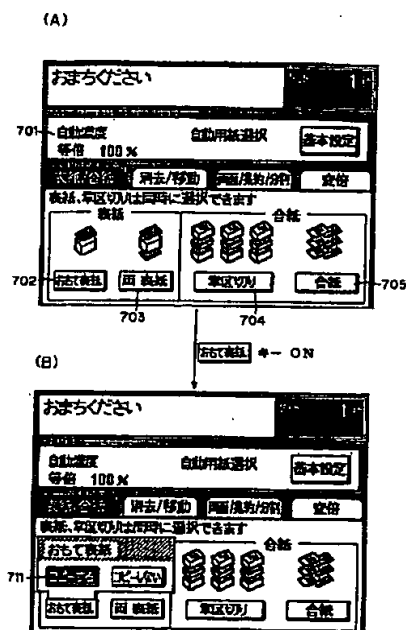 (A)
おまちください
1
701
自動濃度 自動用紙選択
等倍 100% 基本設定
表紙/合紙 消去/移動 両面/集約/分割 変倍
表紙、章区切りは同時に選択できます
表紙 合紙
702 おもて表紙 両 表紙 章区切り 合紙 705
703 704
おもて表紙 キー ON
(B)
おまちください
1
自動濃度 自動用紙選択
等倍 100% 基本設定
表紙/合紙 消去/移動 両面/集約/分割 変倍
表紙、章区切りは同時に選択できます
おもて表紙 合紙
711 コピーする コピーしない
おもて表紙 両 表紙 章区切り 合紙